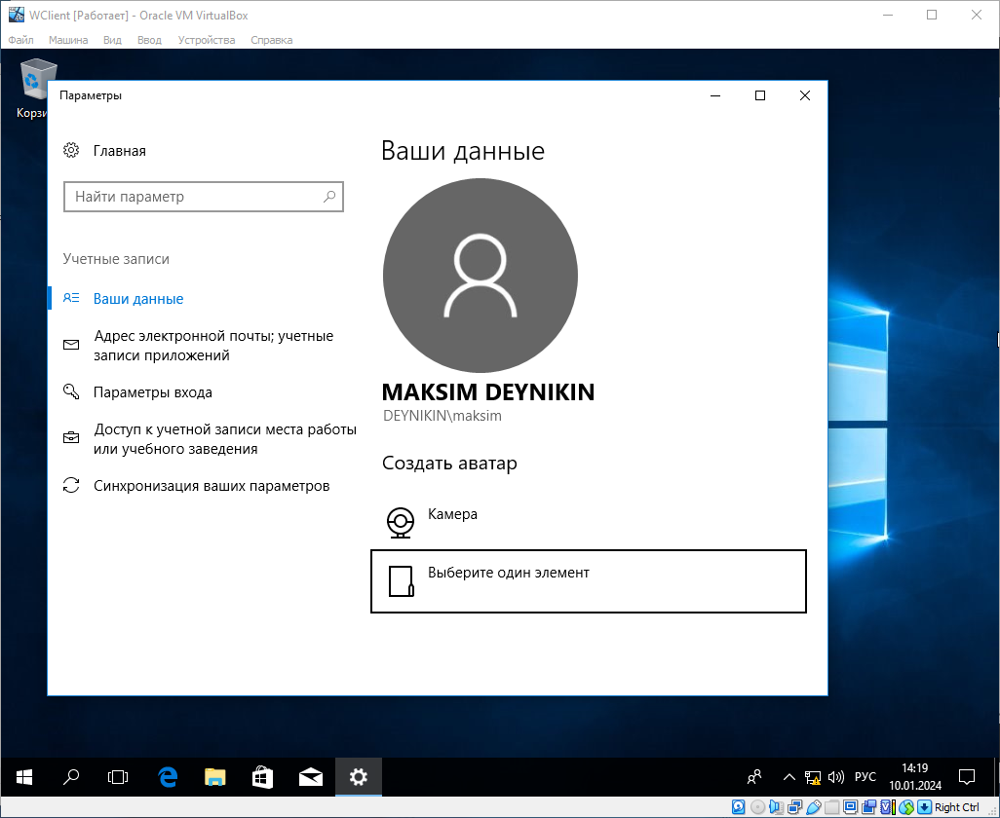 WClient [Работает] - Oracle VM VirtualBox
Файл Машина Вид Ввод Устройства Справка
Параметры
Корзи
Главная
Найти параметр
Учетные записи
Ваши данные
Адрес электронной почты; учетные
записи приложений
Параметры входа
Доступ к учетной записи места работы
или учебного заведения
Синхронизация ваших параметров
Ваши данные
MAKSIM DEYNIKIN
DEYNIKIN\maksim
Создать аватар
Камера
Выберите один элемент
РУС
14:19
10.01.2024
Right Ctrl